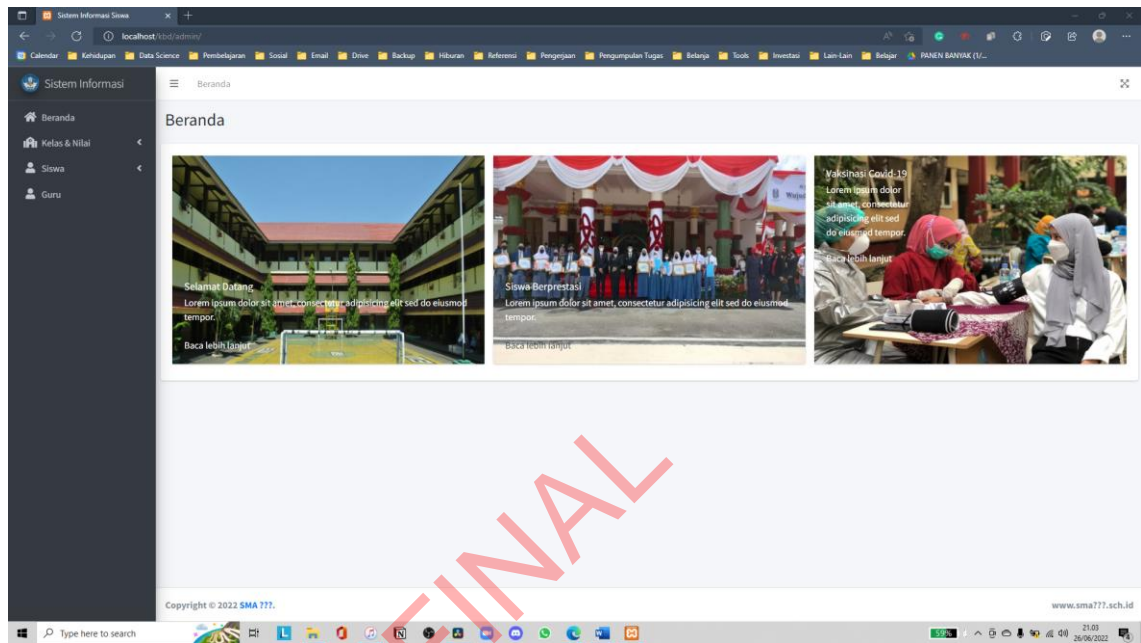 Sistem Informasi Siswa
localhost/kbd/admin/
Calendar Kehidupan Data Science Pembelajaran Sosial Email Drive Backup Hiburan Referensi Pengerjaan Pengumpulan Tugas Belanja Tools Investasi Lain-Lain Belajar PANEN BANYAK (1/...
Sistem Informasi
Beranda
Beranda
Kelas & Nilai
Siswa
Guru
Beranda
Selamat Datang
Lorem ipsum dolor sit amet, consectetur adipisicing elit sed do eiusmod
tempor.
Baca lebih lanjut
Siswa Berprestasi
Lorem ipsum dolor sit amet, consectetur adipisicing elit sed do eiusmod
tempor.
Baca lebih lanjut
Vaksinasi Covid-19
Lorem ipsum dolor
sit amet, consectetur
adipisicing elit sed
do eiusmod tempor.
Baca lebih lanjut
FINAL
Copyright © 2022 SMA ???.
www.sma???.sch.id
Type here to search
59%
21.03
26/06/2022